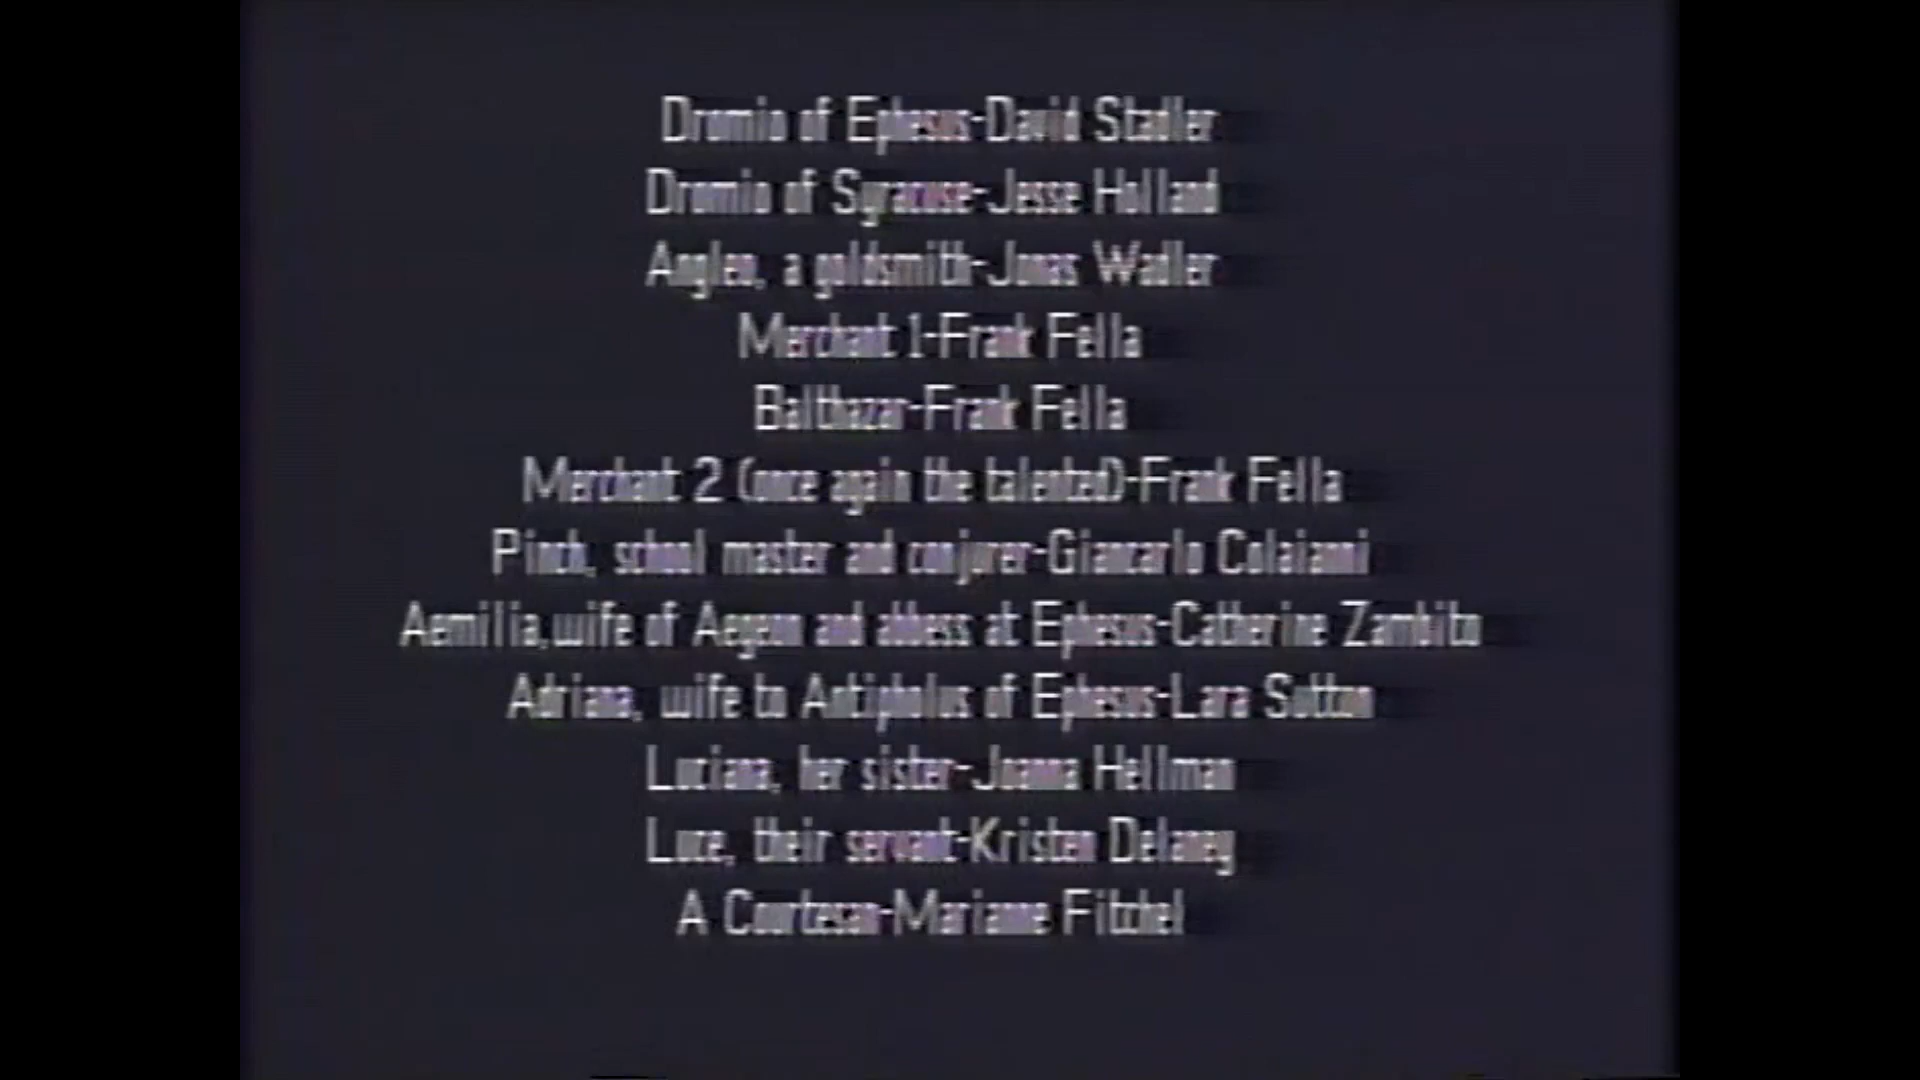 Dromio of Ephesus-David Stadler
Dromio of Syracuse-Jesse Holland
Angleo, a goldsmith-Jonas Wadler
Merchant 1-Frank Fella
Balthazar-Frank Fella
Merchant 2 (once again the talented)-Frank Fella
Pinch, school master and conjurer-Giancarlo Colaianni
Aemilia,wife of Aegeon and abbess at Ephesus-Catherine Zambito
Adriana, wife to Antipholus of Ephesus-Lara Sutton
Luciana, her sister-Joanna Hellman
Luce, their servant-Kristen Delaney
A Courtesan-Marianne Fitchel